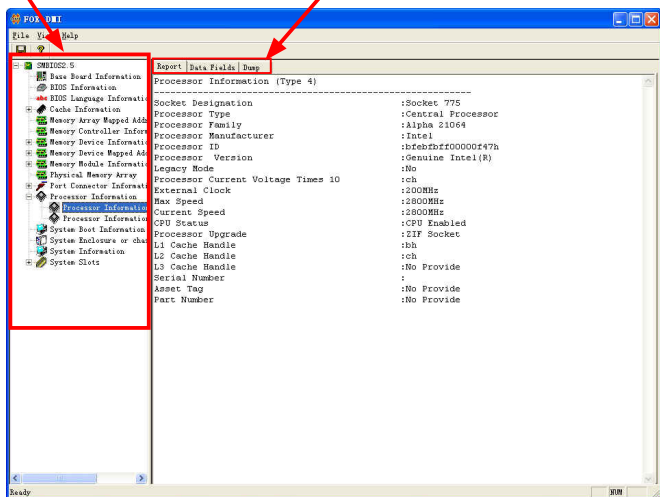 FOX DMI
File View Help
SMBIOS2.5
Base Board Information
BIOS Information
abc BIOS Language Informatio
Cache Information
Memory Array Mapped Addr
Memory Controller Inform
Memory Device Informatio
Memory Device Mapped Add
Memory Module Informatio
Physical Memory Array
Port Connector Informati
Processor Information
Processor Information
Processor Information
System Boot Information
System Enclosure or chas
System Information
System Slots
Report Data Fields Dump
Processor Information (Type 4)
----------------------------------------------------------------
Socket Designation :Socket 775
Processor Type :Central Processor
Processor Family :Alpha 21064
Processor Manufacturer :Intel
Processor ID :bfebfbff00000f47h
Processor Version :Genuine Intel(R)
Legacy Mode :No
Processor Current Voltage Times 10 :ch
External Clock :200MHz
Max Speed :2800MHz
Current Speed :2800MHz
CPU Status :CPU Enabled
Processor Upgrade :ZIF Socket
L1 Cache Handle :bh
L2 Cache Handle :ch
L3 Cache Handle :No Provide
Serial Number :
Asset Tag :No Provide
Part Number :No Provide
Ready NUM